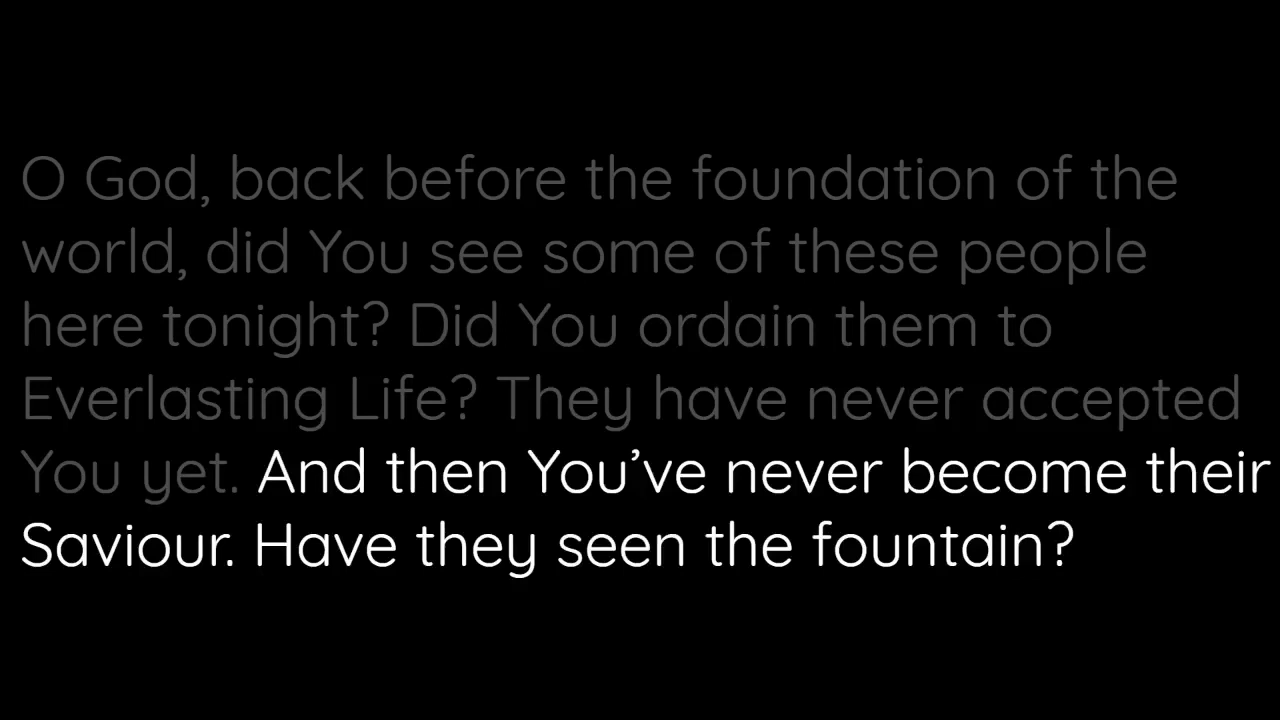 O God, back before the foundation of the
world, did You see some of these people
here tonight? Did You ordain them to
Everlasting Life? They have never accepted
You yet. And then You’ve never become their
Saviour. Have they seen the fountain?